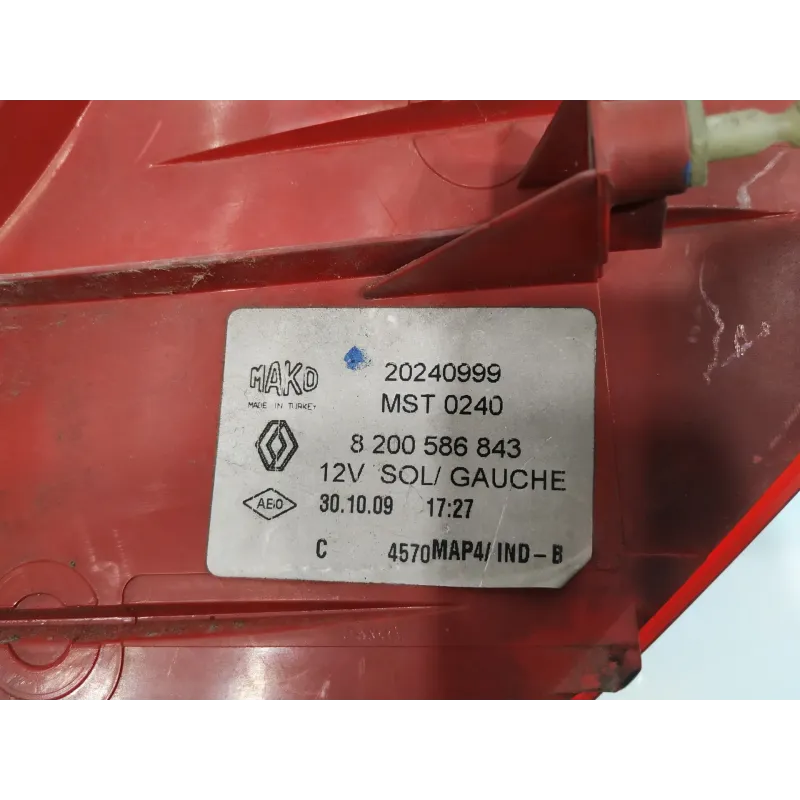 MAKO
MADE IN TURKEY
20240999
MST 0240
8 200 586 843
12V SOL/ GAUCHE
30.10.09 17:27
C 4570MAP4/ IND-B